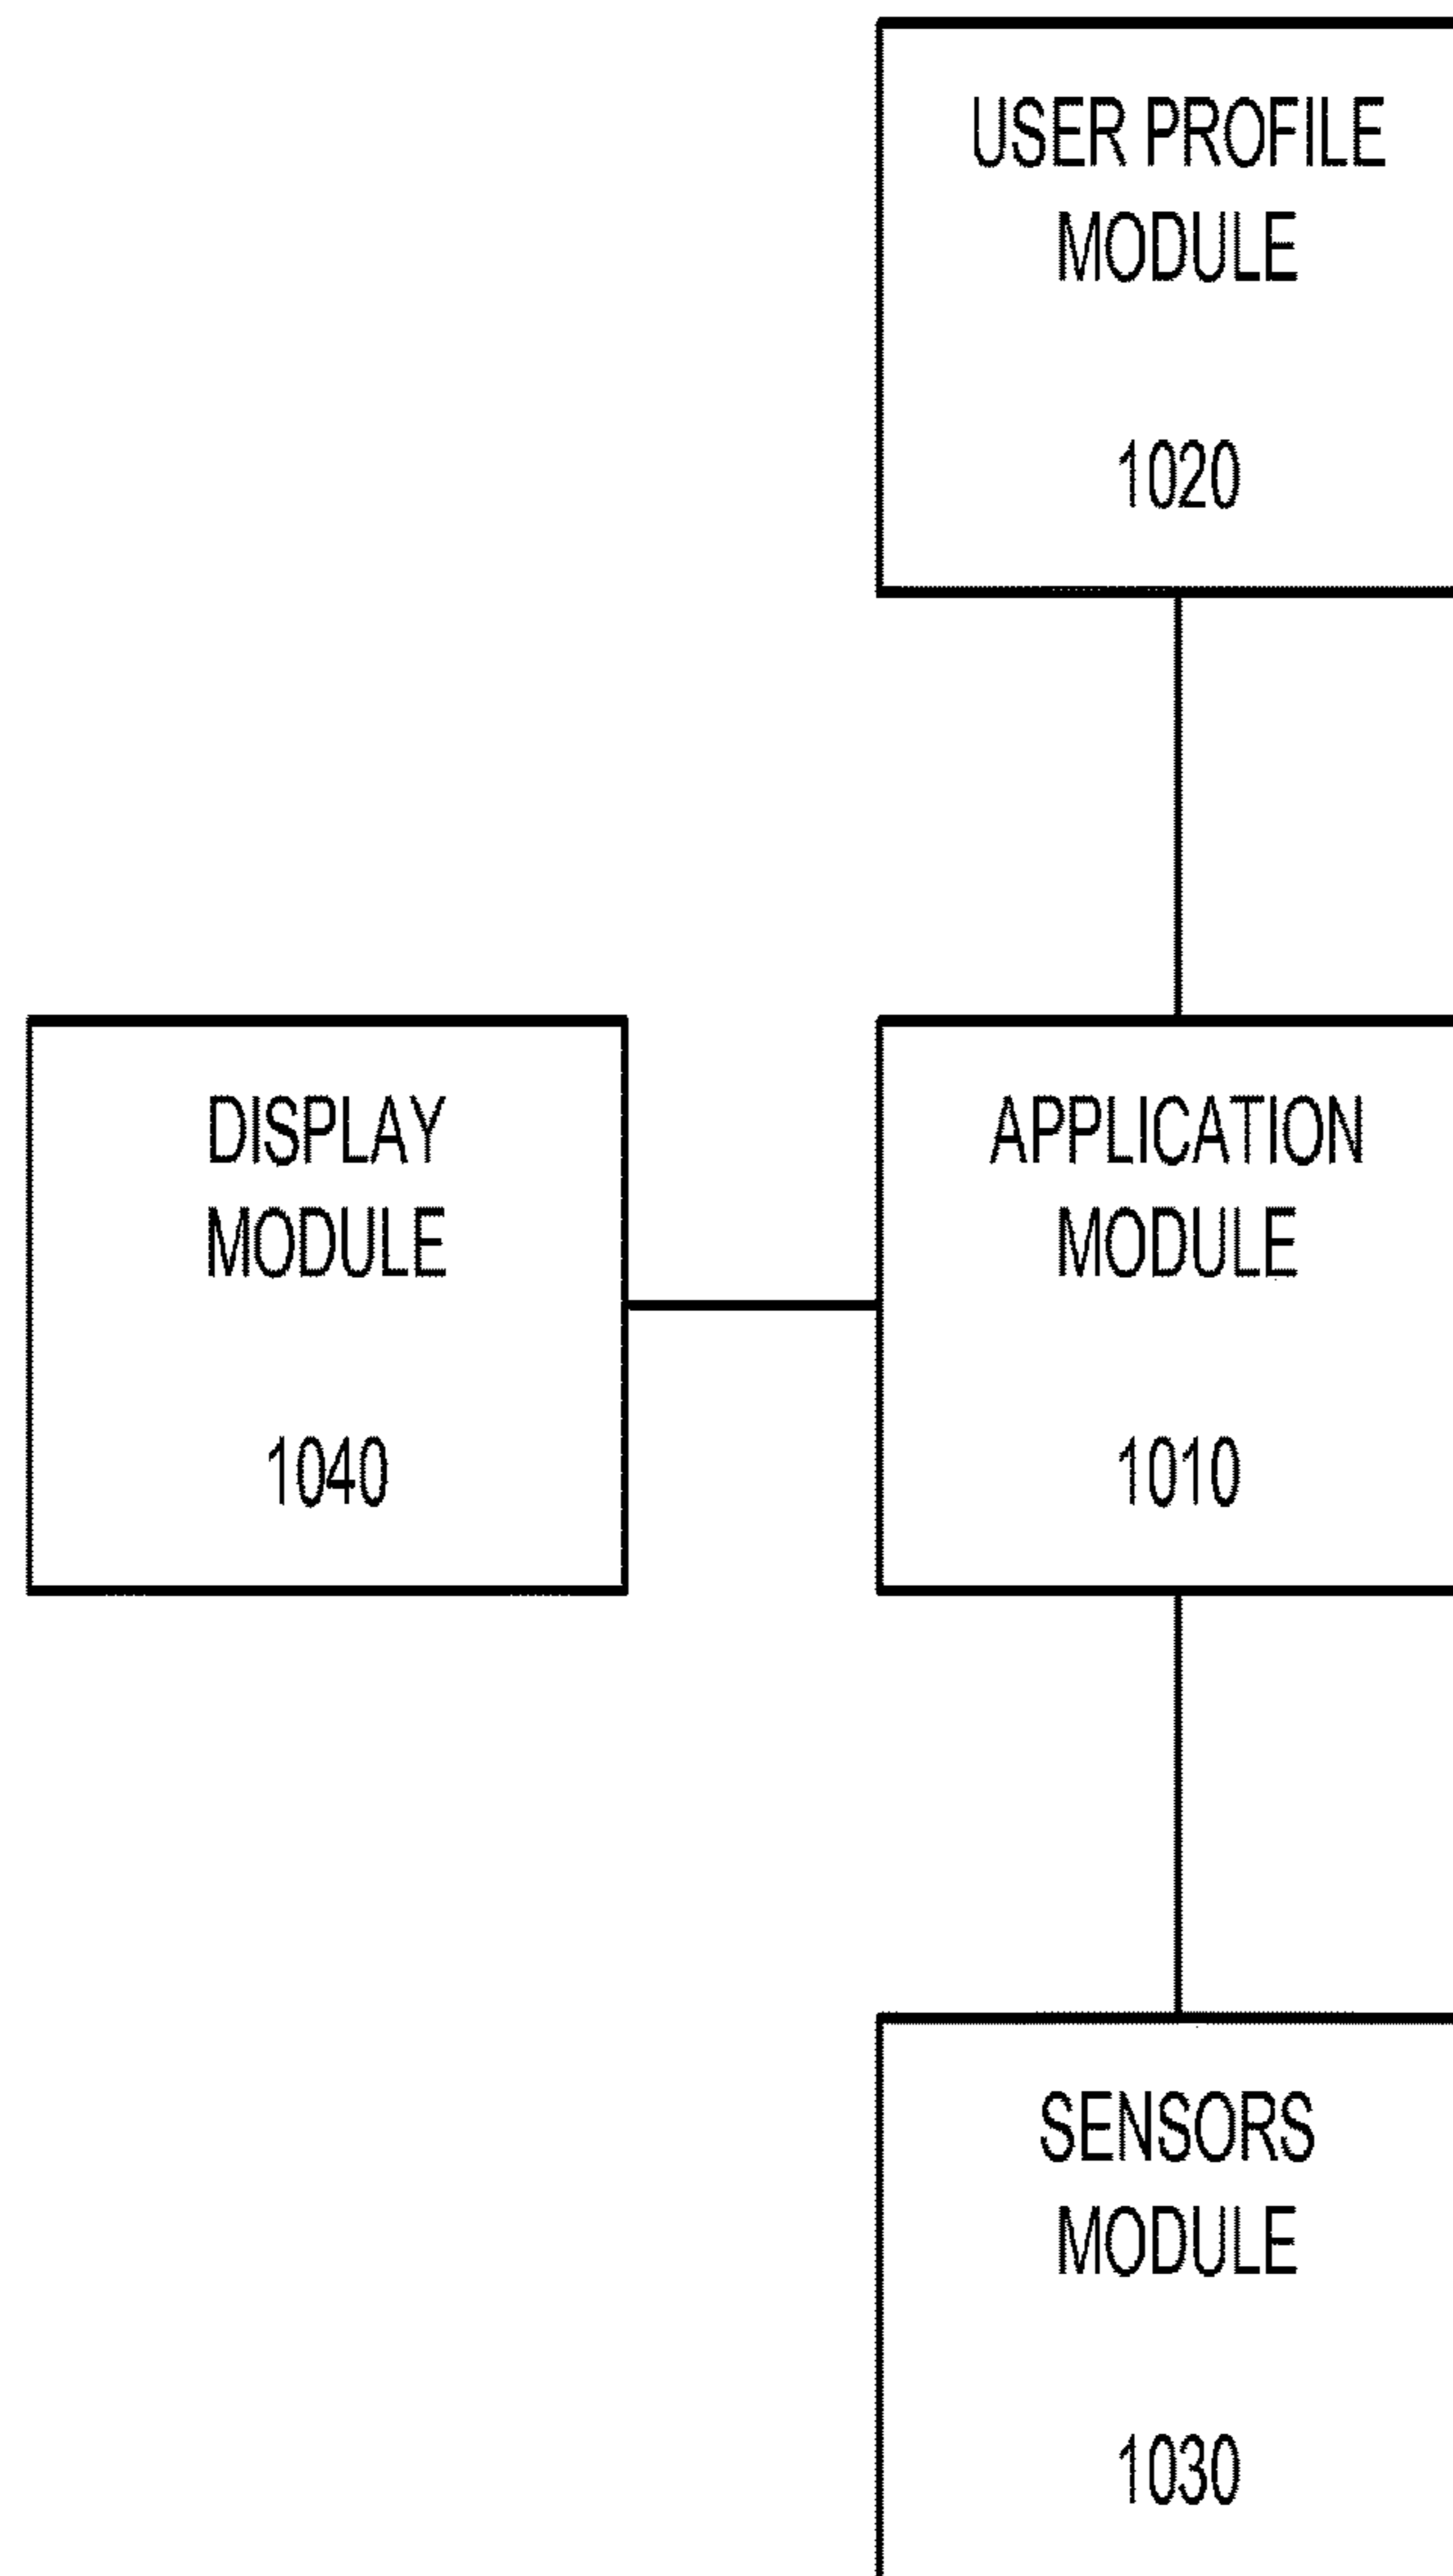 USER PROFILE
MODULE
1020
DISPLAY
MODULE
1040
APPLICATION
MODULE
1010
SENSORS
MODULE
1030